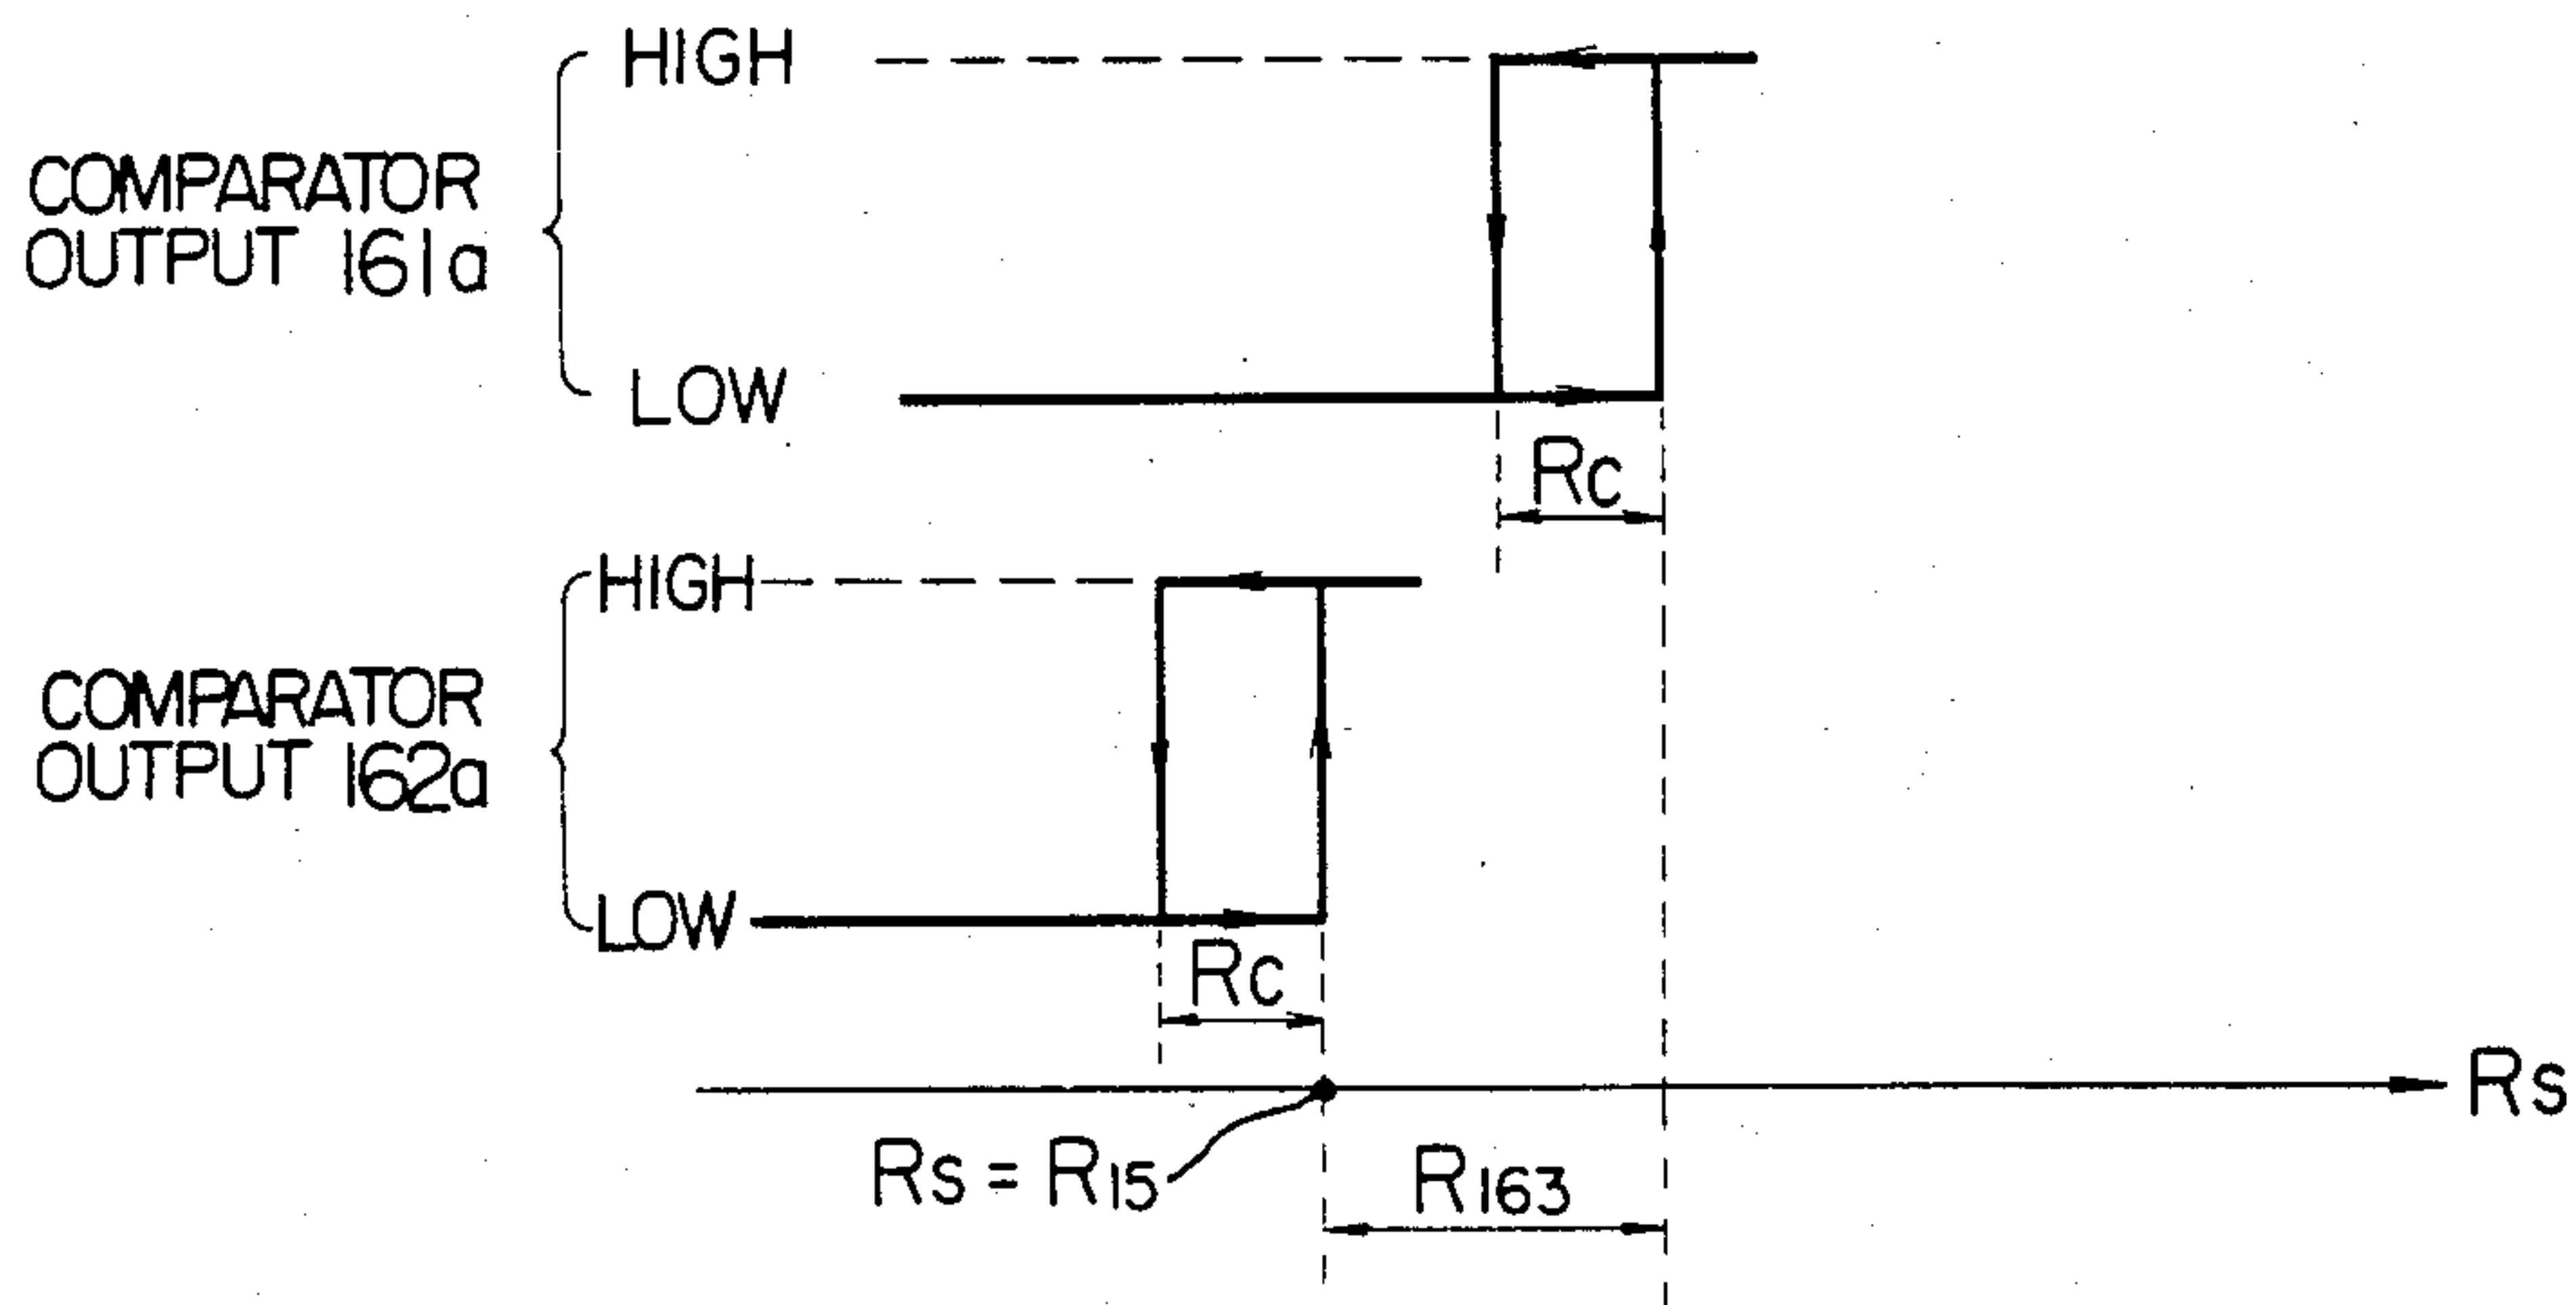 HIGH
COMPARATOR
OUTPUT 161a
LOW
Rc
HIGH
COMPARATOR
OUTPUT 162a
LOW
Rc
Rs
Rs = R15
R163